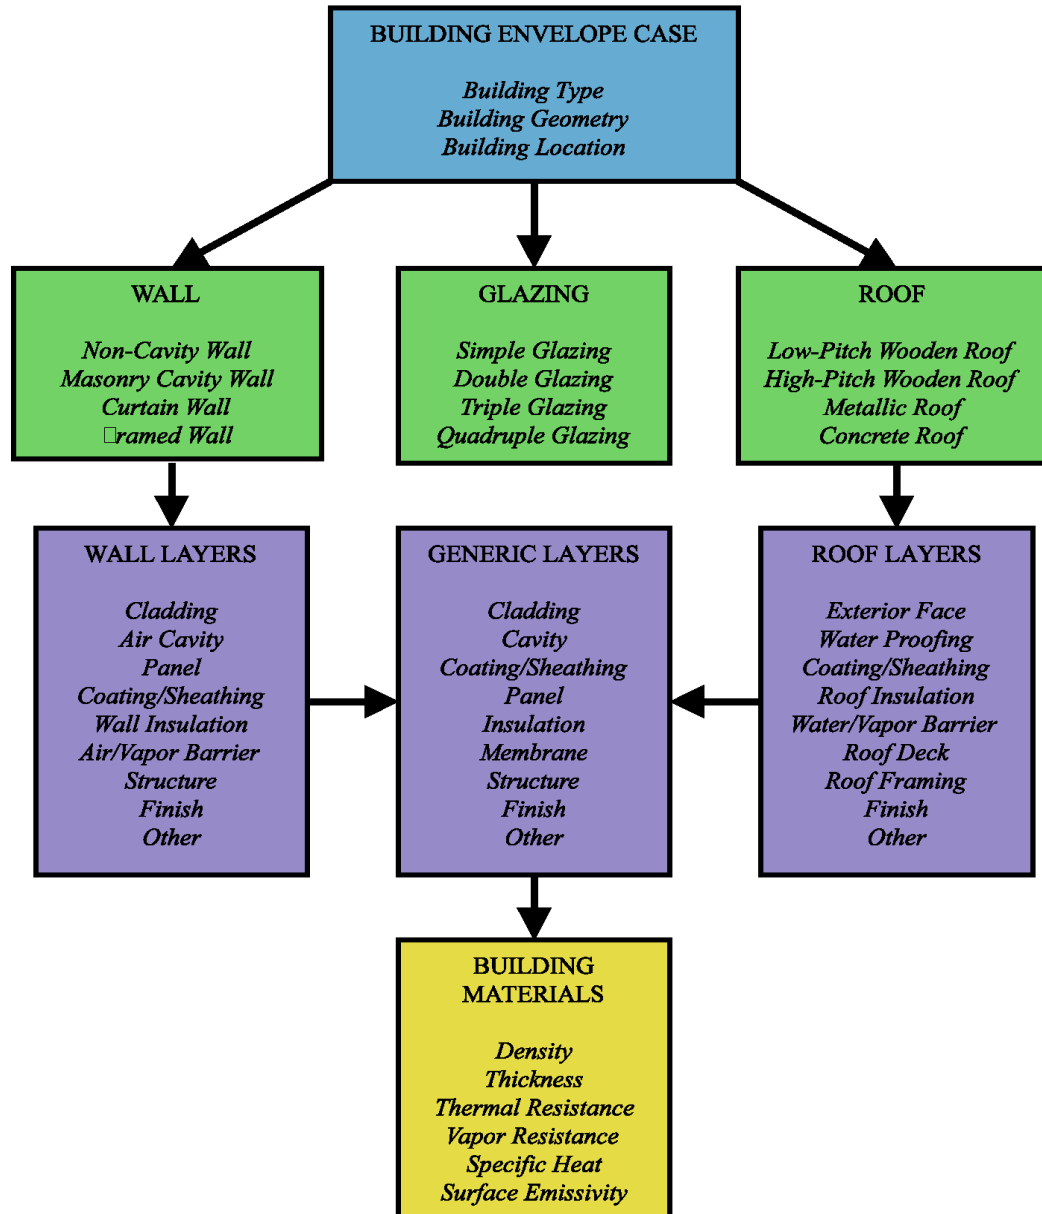 BUILDING ENVELOPE CASE
Building Type
Building Geometry
Building Location
WALL
Non-Cavity Wall
Masonry Cavity Wall
Curtain Wall
□ramed Wall
GLAZING
Simple Glazing
Double Glazing
Triple Glazing
Quadruple Glazing
ROOF
Low-Pitch Wooden Roof
High-Pitch Wooden Roof
Metallic Roof
Concrete Roof
WALL LAYERS
Cladding
Air Cavity
Panel
Coating/Sheathing
Wall Insulation
Air/Vapor Barrier
Structure
Finish
Other
GENERIC LAYERS
Cladding
Cavity
Coating/Sheathing
Panel
Insulation
Membrane
Structure
Finish
Other
ROOF LAYERS
Exterior Face
Water Proofing
Coating/Sheathing
Roof Insulation
Water/Vapor Barrier
Roof Deck
Roof Framing
Finish
Other
BUILDING
MATERIALS
Density
Thickness
Thermal Resistance
Vapor Resistance
Specific Heat
Surface Emissivity